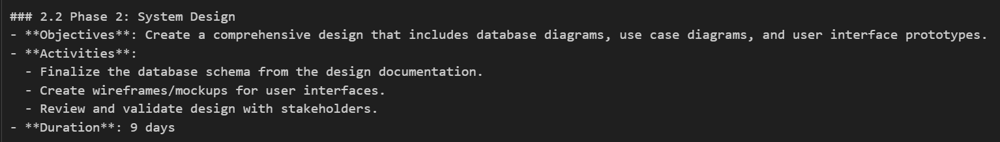 ### 2.2 Phase 2: System Design
- **Objectives**: Create a comprehensive design that includes database diagrams, use case diagrams, and user interface prototypes.
- **Activities**:
  - Finalize the database schema from the design documentation.
  - Create wireframes/mockups for user interfaces.
  - Review and validate design with stakeholders.
- **Duration**: 9 days